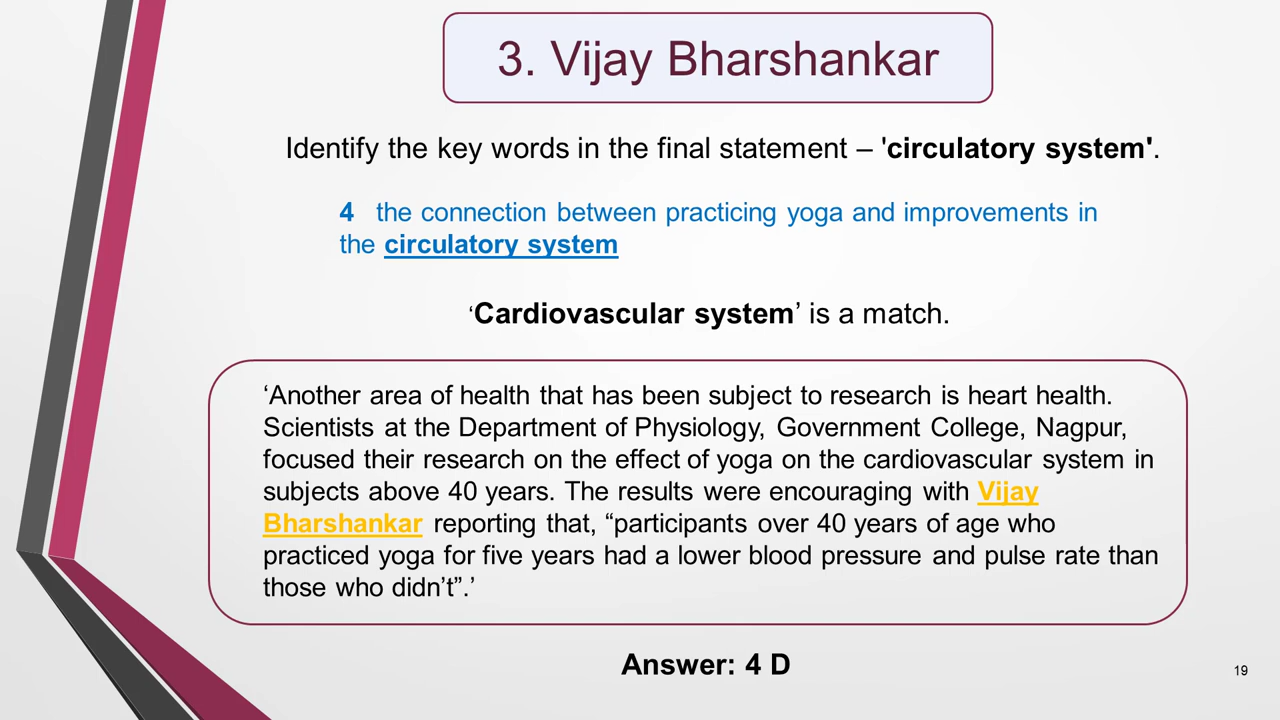 3. Vijay Bharshankar
Identify the key words in the final statement – 'circulatory system'.
4 the connection between practicing yoga and improvements in
the circulatory system
‘Cardiovascular system’ is a match.
‘Another area of health that has been subject to research is heart health.
Scientists at the Department of Physiology, Government College, Nagpur,
focused their research on the effect of yoga on the cardiovascular system in
subjects above 40 years. The results were encouraging with Vijay
Bharshankar reporting that, “participants over 40 years of age who
practiced yoga for five years had a lower blood pressure and pulse rate than
those who didn’t”.’
Answer: 4 D
19